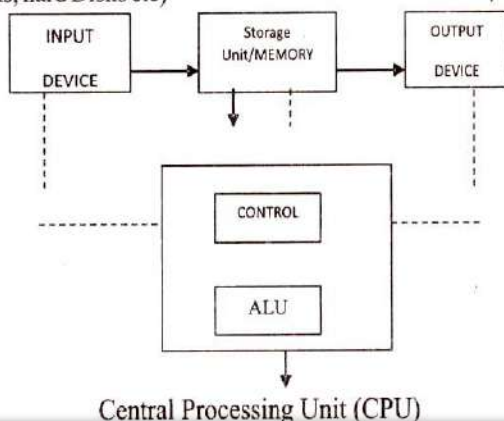 INPUT
DEVICE
Storage
Unit/MEMORY
OUTPUT
DEVICE
CONTROL
ALU
Central Processing Unit (CPU)